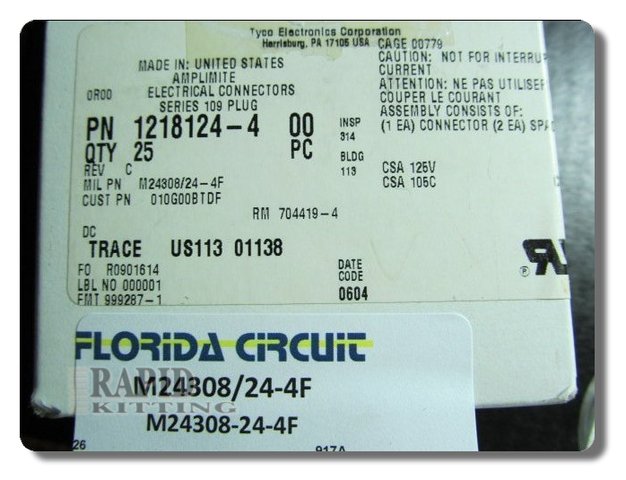 Tyco Electronics Corporation
Harrisburg, PA 17105 USA CAGE 00779
MADE IN: UNITED STATES
AMPLIMITE
OR00 ELECTRICAL CONNECTORS
SERIES 109 PLUG
CAUTION: NOT FOR INTERRU
CURRENT
ATTENTION: NE PAS UTILISER
COUPER LE COURANT
ASSEMBLY CONSISTS OF:
(1 EA) CONNECTOR (2 EA) SPA
PN 1218124-4 00
QTY 25 PC
INSP
314
BLDG
113
REV C
MIL PN M24308/24-4F
CUST PN 010G00BTDF
CSA 125V
CSA 105C
RM 704419-4
DC
TRACE US113 01138
FO R0901614
LBL NO 000001
FMT 999287-1
DATE
CODE
0604
®
FLORIDA CIRCUIT
RAPID
KITTING
M24308/24-4F
M24308-24-4F
26 917A